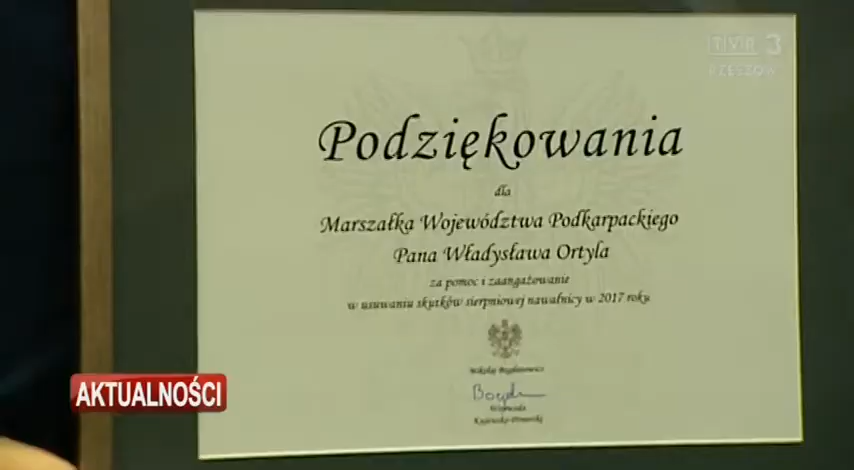 TVP 3
RZESZÓW
Podziękowania
dla
Marszałka Województwa Podkarpackiego
Pana Władysława Ortyla
za pomoc i zaangażowanie
w usuwaniu skutków sierpniowej nawałnicy w 2017 roku
Mikołaj Bogdanowicz
Wojewoda
Kujawsko-Pomorski
AKTUALNOŚCI